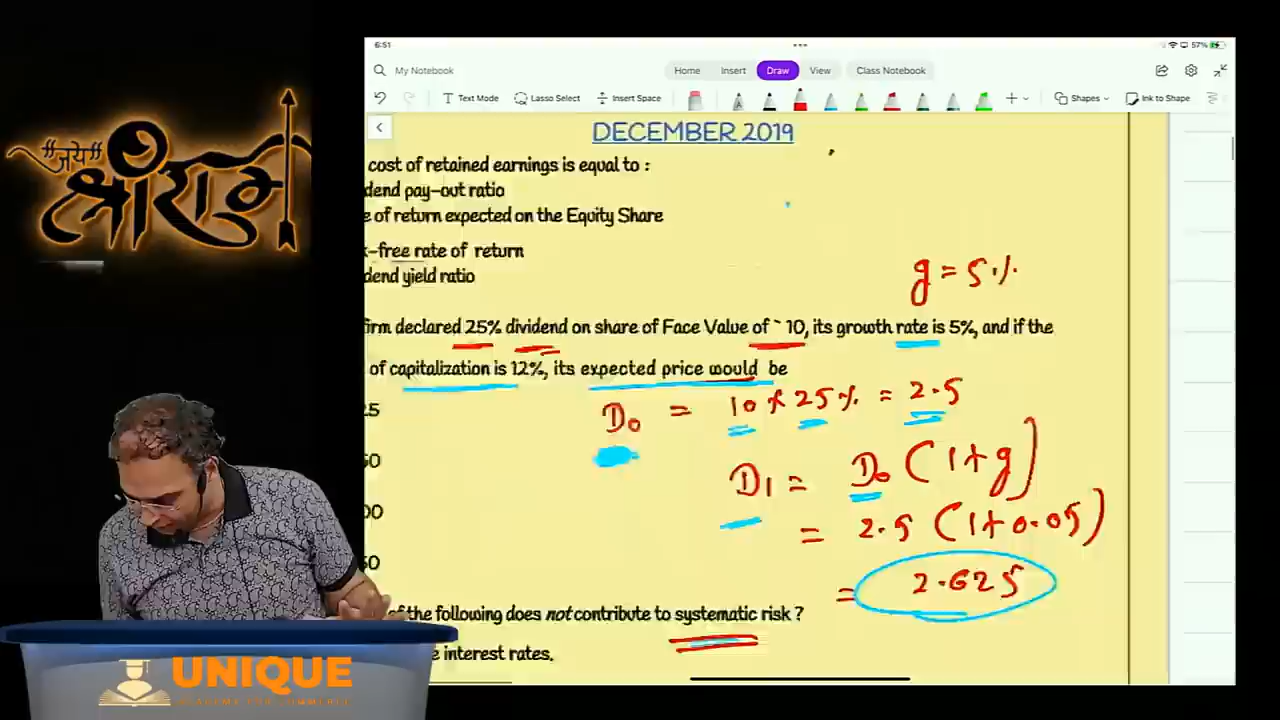 6:51
57%
My Notebook
Home Insert Draw View Class Notebook
Text Mode Lasso Select Insert Space Shapes Ink to Shape
"जय"
श्रीराम
DECEMBER 2019
cost of retained earnings is equal to :
dend pay-out ratio
e of return expected on the Equity Share
k-free rate of return
dend yield ratio
g = 5%
firm declared 25% dividend on share of Face Value of ` 10, its growth rate is 5%, and if the
of capitalization is 12%, its expected price would be
D₀ = 10 × 25% = 2.5
D₁ = D₀ (1+g)
= 2.5 (1+0.05)
= 2.625
of the following does not contribute to systematic risk ?
e interest rates.
UNIQUE